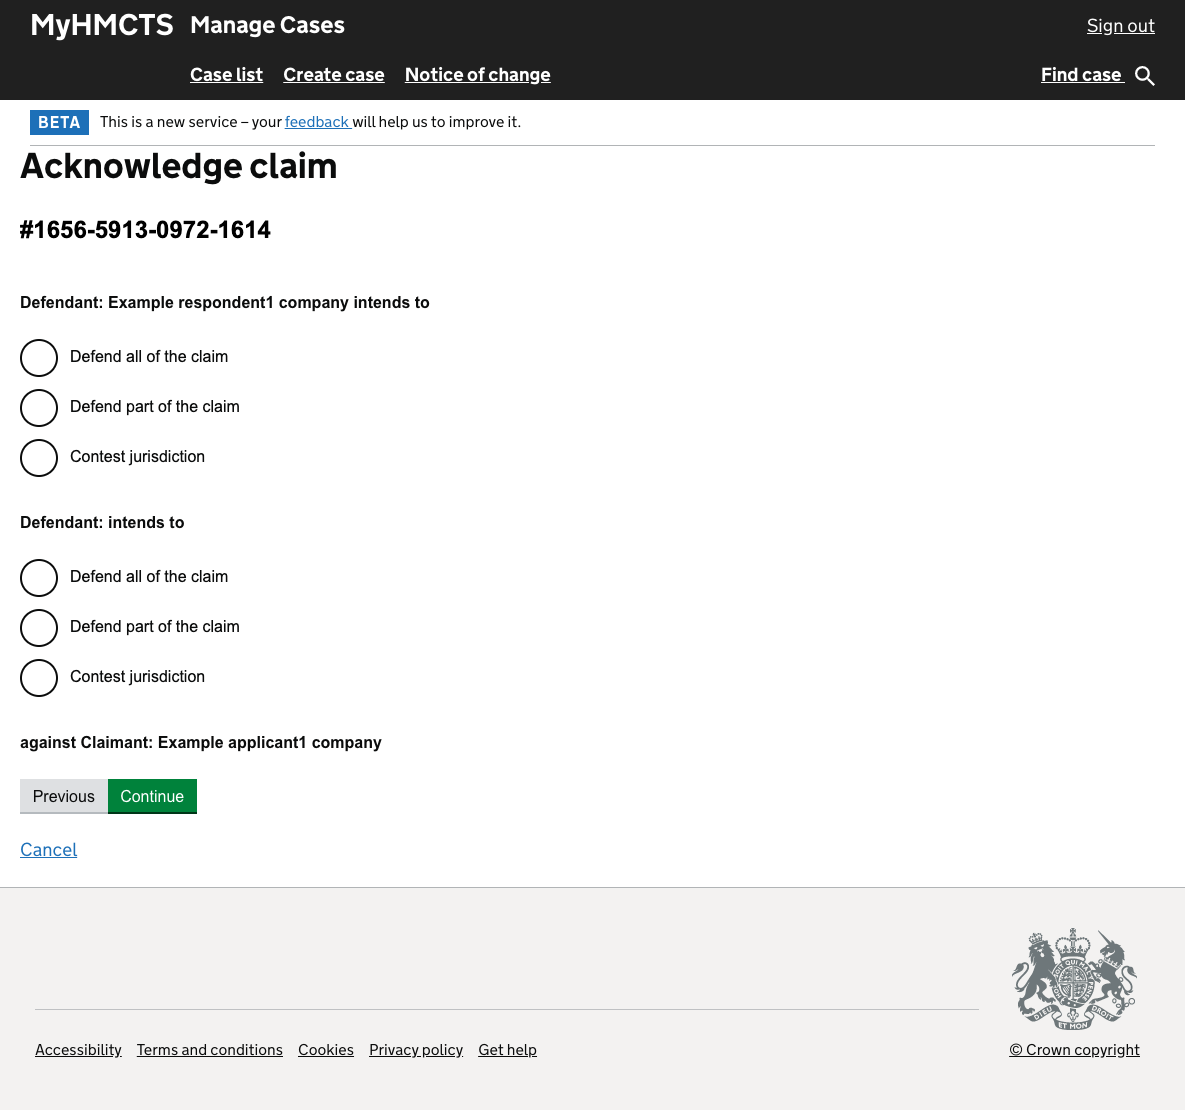 MyHMCTS Manage Cases Sign out
Case list Create case Notice of change Find case
BETA This is a new service – your feedback will help us to improve it.
Acknowledge claim
#1656-5913-0972-1614
Defendant: Example respondent1 company intends to
Defend all of the claim
Defend part of the claim
Contest jurisdiction
Defendant: intends to
Defend all of the claim
Defend part of the claim
Contest jurisdiction
against Claimant: Example applicant1 company
Previous Continue
Cancel
DIEU ET MON DROIT
Accessibility Terms and conditions Cookies Privacy policy Get help © Crown copyright